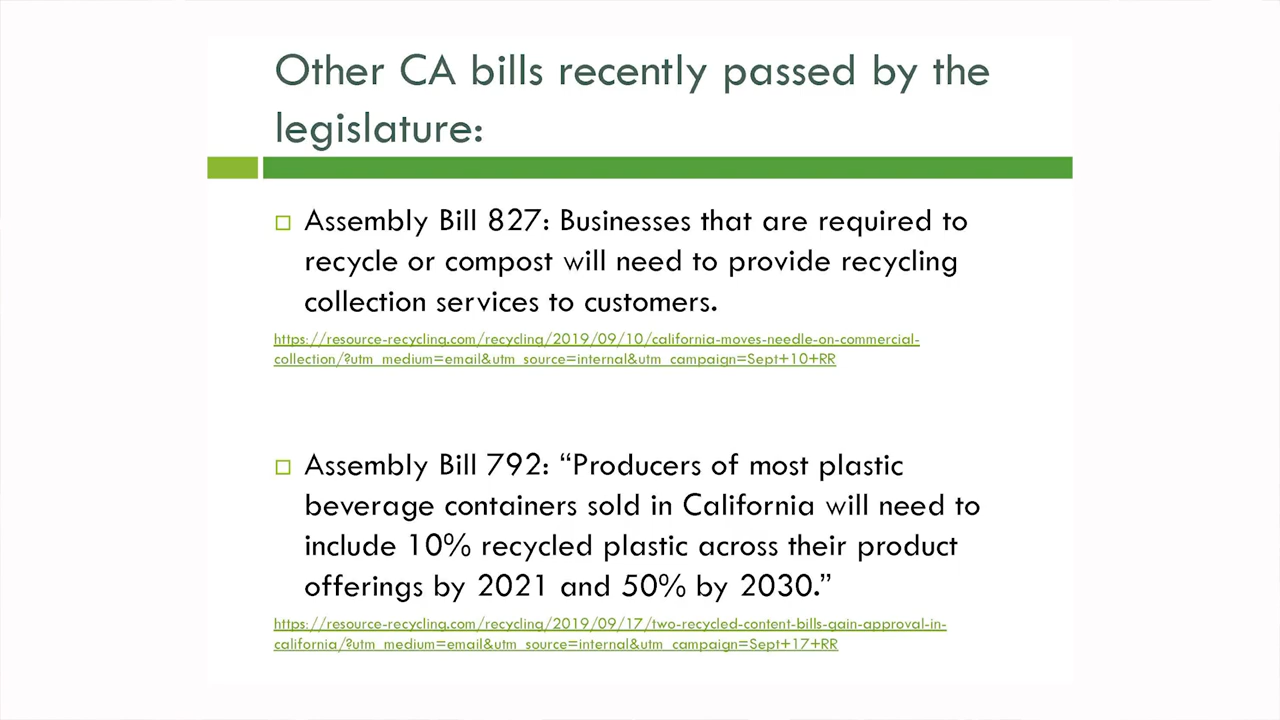 Other CA bills recently passed by the
legislature:
Assembly Bill 827: Businesses that are required to
recycle or compost will need to provide recycling
collection services to customers.
https://resource-recycling.com/recycling/2019/09/10/california-moves-needle-on-commercial-
collection/?utm_medium=email&utm_source=internal&utm_campaign=Sept+10+RR
Assembly Bill 792: “Producers of most plastic
beverage containers sold in California will need to
include 10% recycled plastic across their product
offerings by 2021 and 50% by 2030.”
https://resource-recycling.com/recycling/2019/09/17/two-recycled-content-bills-gain-approval-in-
california/?utm_medium=email&utm_source=internal&utm_campaign=Sept+17+RR